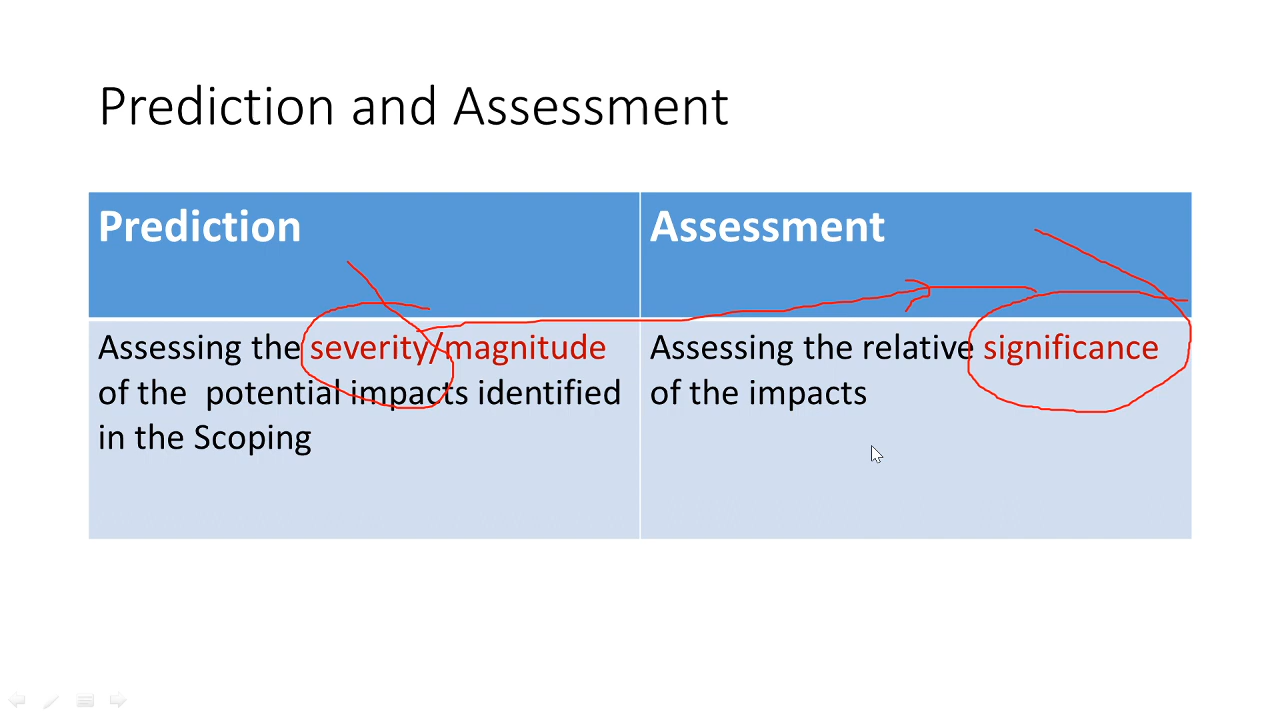 Prediction and Assessment
Prediction
Assessment
Assessing the severity/magnitude
of the  potential impacts identified
in the Scoping
Assessing the relative significance
of the impacts